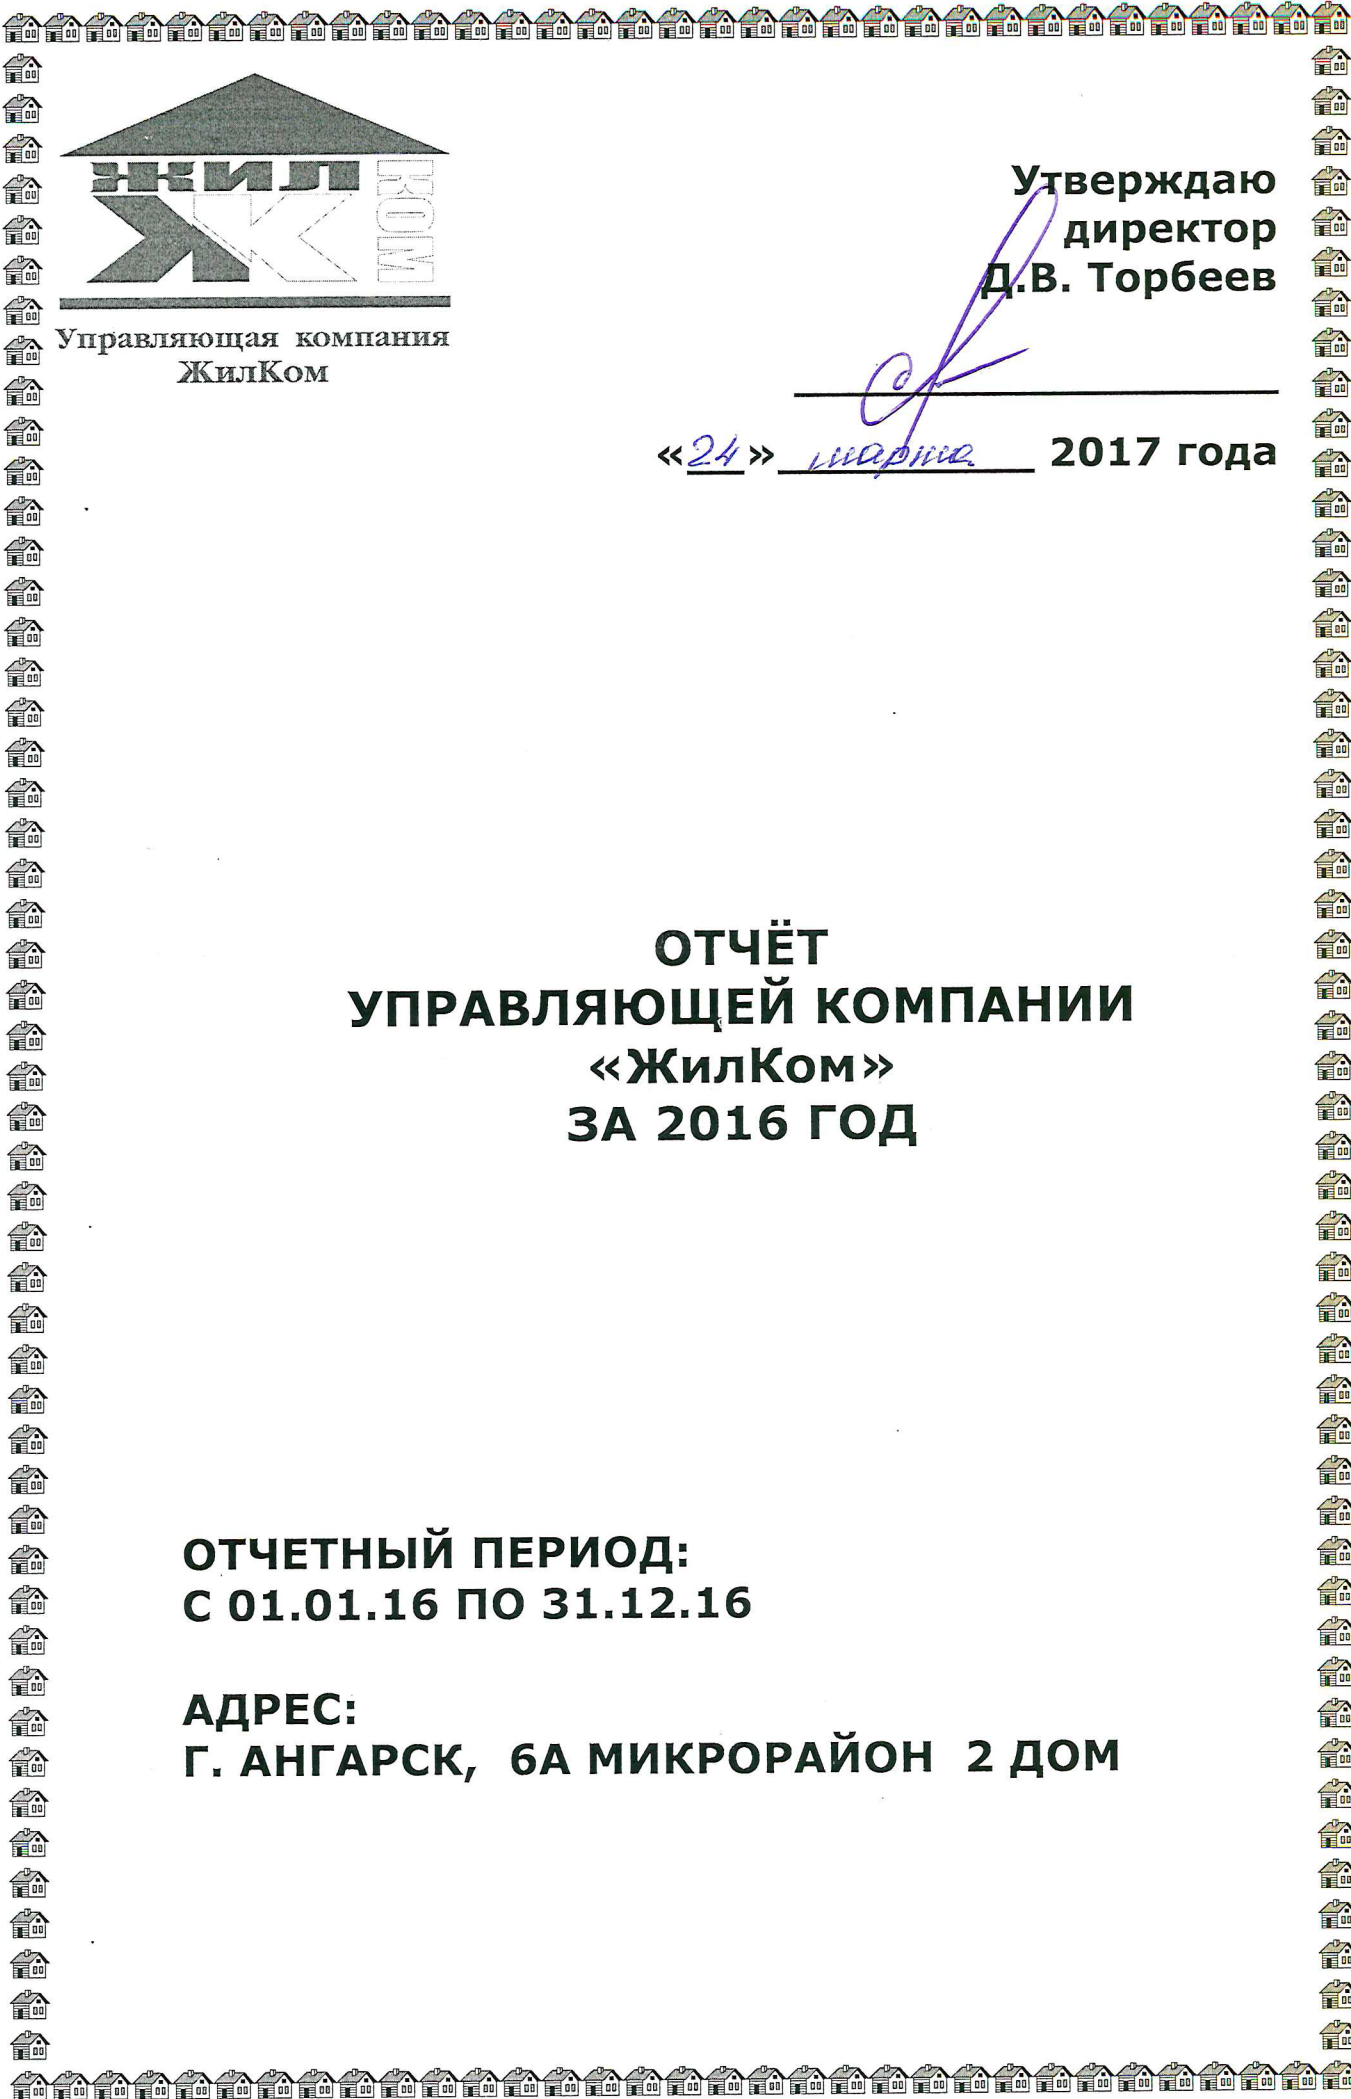 ЖИЛ
КОМ
Управляющая компания
ЖилКом
Утверждаю
директор
Д.В. Торбеев
«24» марта 2017 года
ОТЧЁТ
УПРАВЛЯЮЩЕЙ КОМПАНИИ
«ЖилКом»
ЗА 2016 ГОД
ОТЧЕТНЫЙ ПЕРИОД:
С 01.01.16 ПО 31.12.16
АДРЕС:
Г. АНГАРСК, 6А МИКРОРАЙОН 2 ДОМ